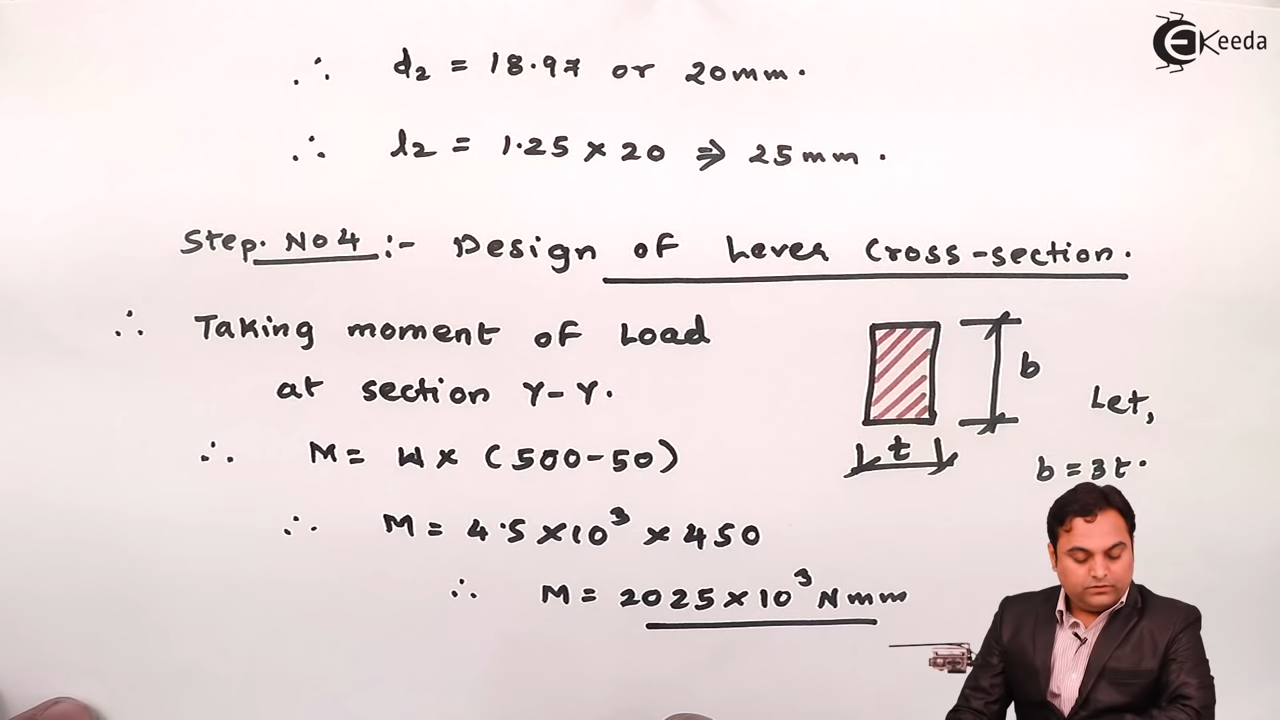 EKeeda
∴ d2 = 18.97 or 20mm.
∴ l2 = 1.25 × 20 ⇒ 25mm.
Step. No 4 :- Design of Lever Cross-section.
∴ Taking moment of Load
at section Y-Y.
b
t
Let,
b = 3t.
∴ M = W × (500-50)
∴ M = 4.5×10³ × 450
∴ M = 2025×10³ Nmm